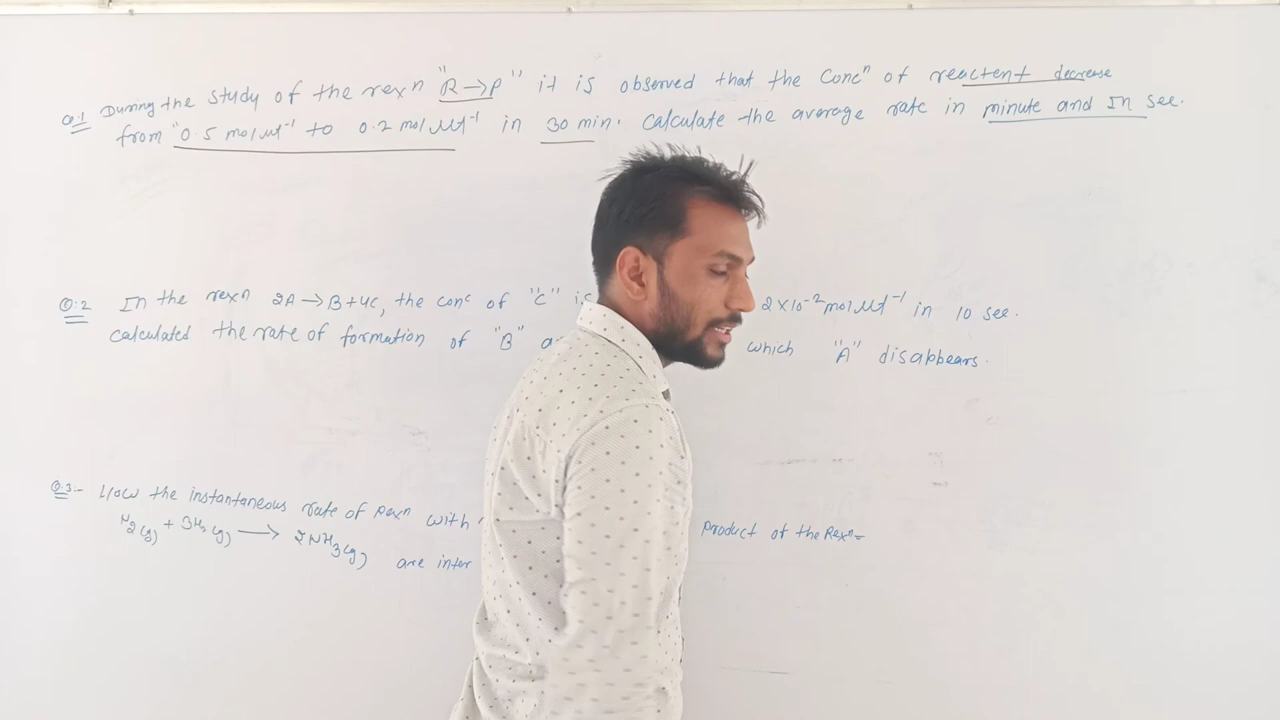 Q.1 During the study of the rexn "R→P" it is observed that the Concn of reactent decrease
from "0.5 mol lit-1 to 0.2 mol lit-1 in 30 min. Calculate the average rate in minute and In sec.
Q.2 In the rexn 2A→B+4C, the conc of "C" is 2×10-2 mol lit-1 in 10 sec.
calculated the rate of formation of "B" which "A" disappears.
Q.3:- How the instantaneous rate of Rexn with Product of the Rexn=
N2(g) + 3H2(g) → 2NH3(g) are inter